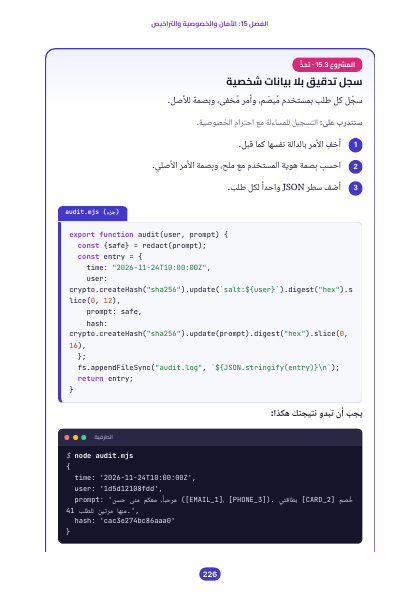 الفصل 15: الأمان والخصوصية والتراخيص
المشروع 15.3 · تحدٍّ
سجل تدقيق بلا بيانات شخصية
سجّل كل طلب بمستخدم مُبصَم، وأمر مُخفى، وبصمة للأصل.
ستتدرب على: التسجيل للمساءلة مع احترام الخصوصية.
1 أخفِ الأمر بالدالة نفسها كما قبل.
2 احسب بصمة هوية المستخدم مع ملح، وبصمة الأمر الأصلي.
3 أضف سطر JSON واحداً لكل طلب.
audit.mjs (جزء)
export function audit(user, prompt) {
  const {safe} = redact(prompt);
  const entry = {
    time: "2026-11-24T10:00:00Z",
    user:
crypto.createHash("sha256").update(`salt:${user}`).digest("hex").s
lice(0, 12),
    prompt: safe,
    hash:
crypto.createHash("sha256").update(prompt).digest("hex").slice(0,
16),
  };
  fs.appendFileSync("audit.log", `${JSON.stringify(entry)}\n`);
  return entry;
}
يجب أن تبدو نتيجتك هكذا:
الطرفية
$ node audit.mjs
{
  time: '2026-11-24T10:00:00Z',
  user: '1d5d12108fdd',
  prompt: 'مرحباً، معكم منى حسن ([EMAIL_1]، [PHONE_3]). بطاقتي [CARD_2] خُصم
منها مرتين للطلب 41.',
  hash: 'cac3e274bc86aaa0'
}
226